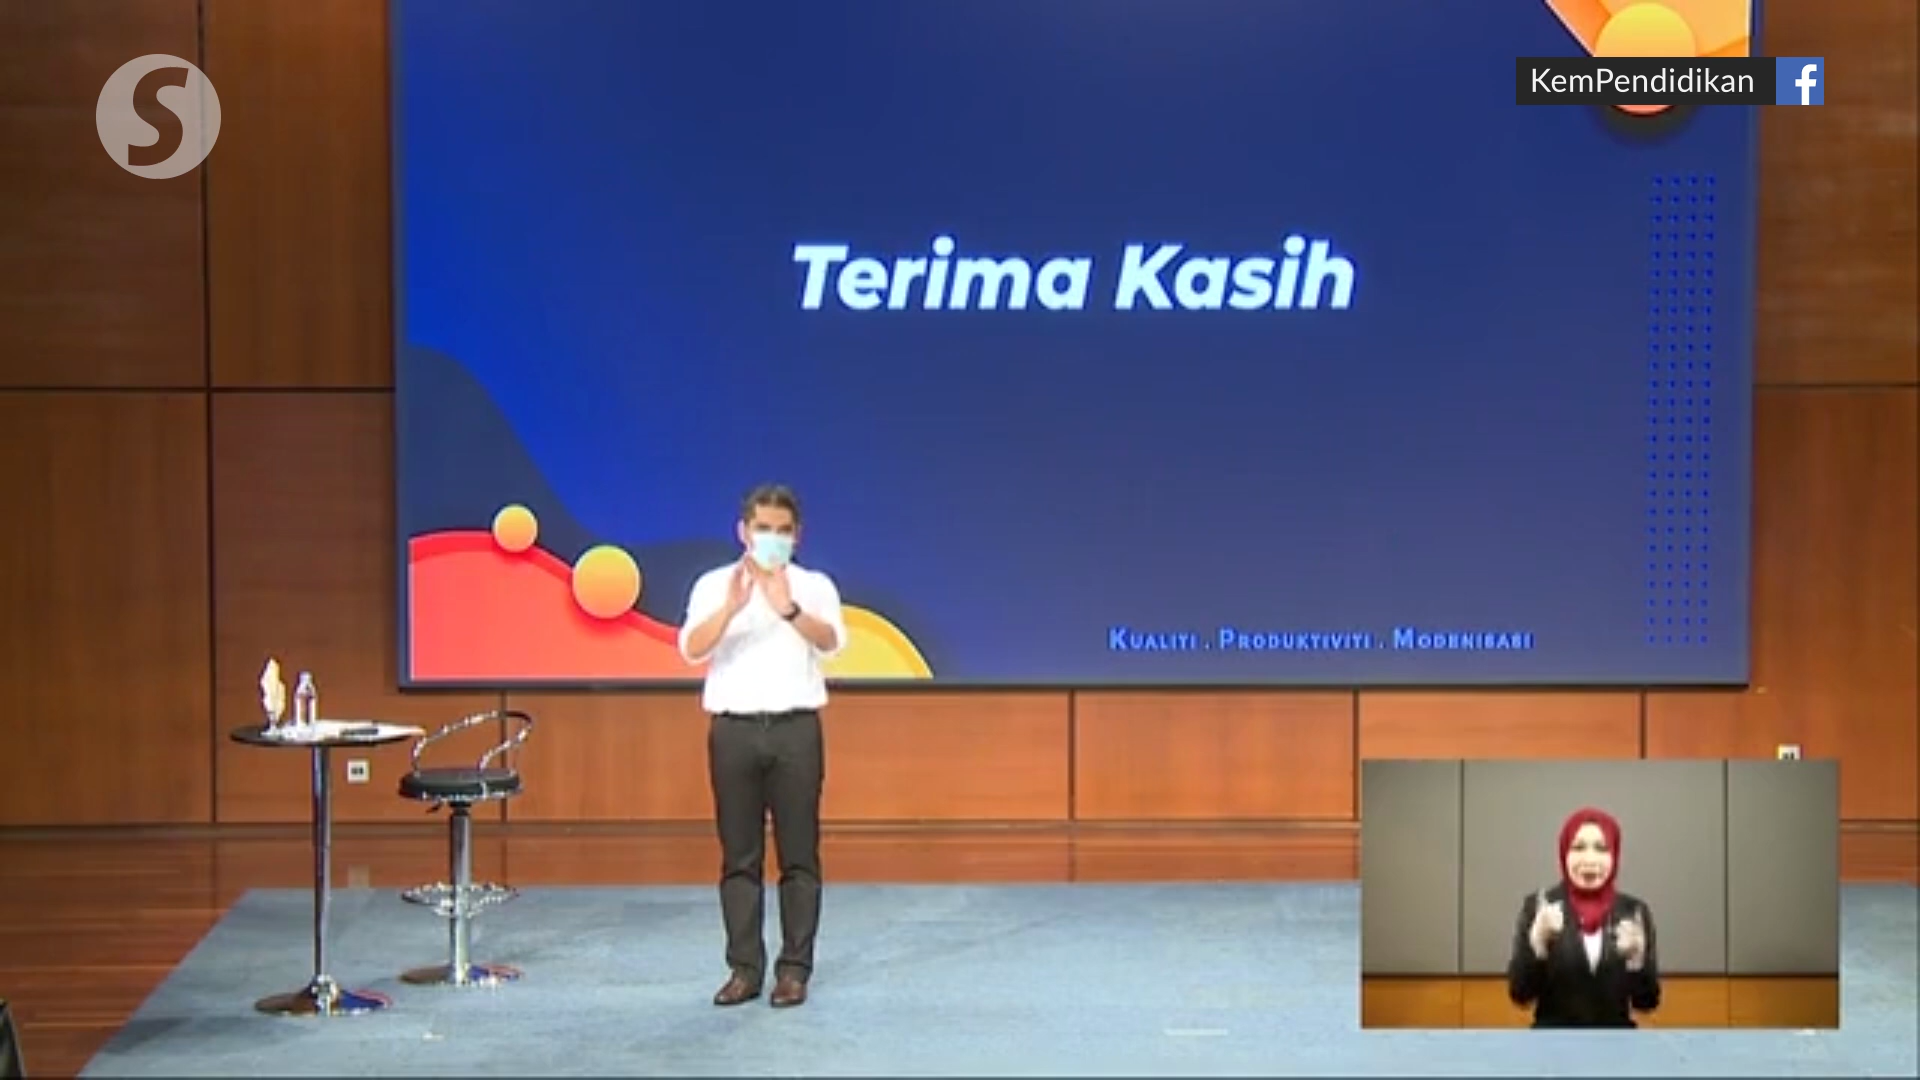 S
KemPendidikan f
Terima Kasih
Kualiti . Produktiviti . Modenisasi